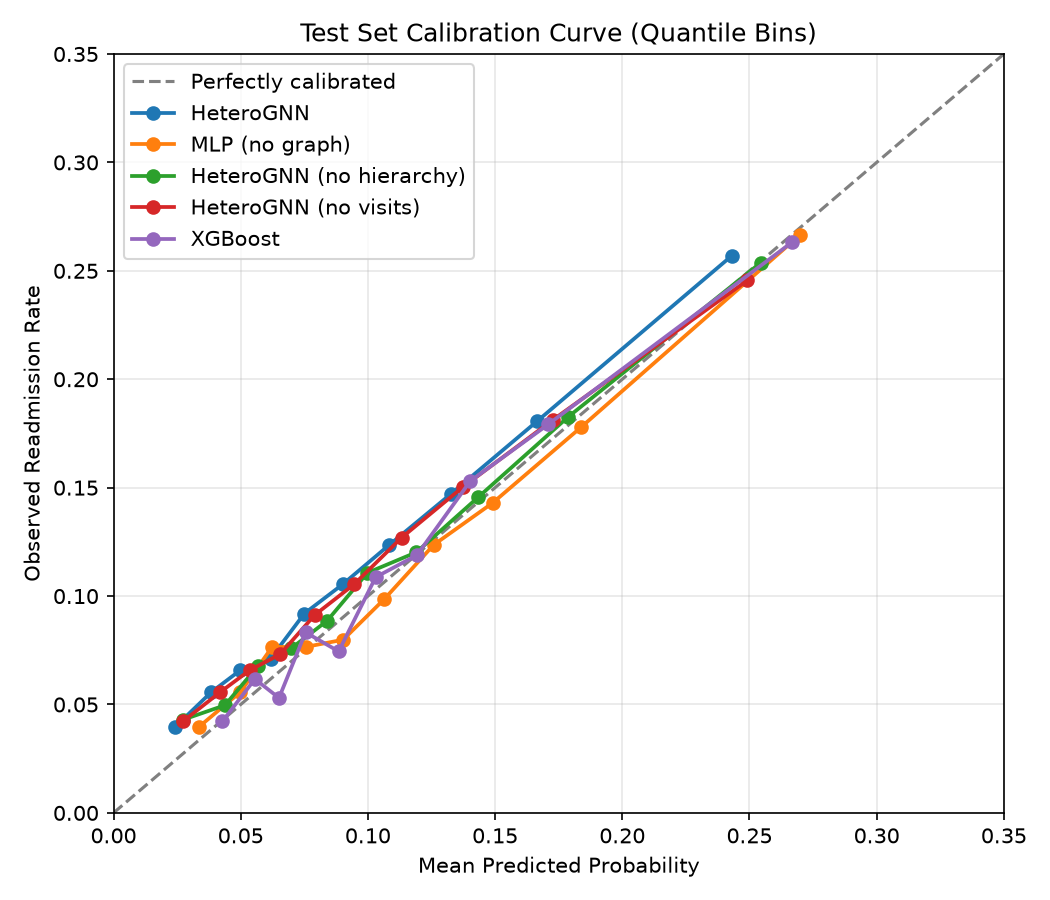 Test Set Calibration Curve (Quantile Bins)
0.35
0.30
0.25
0.20
0.15
0.10
0.05
0.00
Observed Readmission Rate
Perfectly calibrated
HeteroGNN
MLP (no graph)
HeteroGNN (no hierarchy)
HeteroGNN (no visits)
XGBoost
0.00 0.05 0.10 0.15 0.20 0.25 0.30 0.35
Mean Predicted Probability